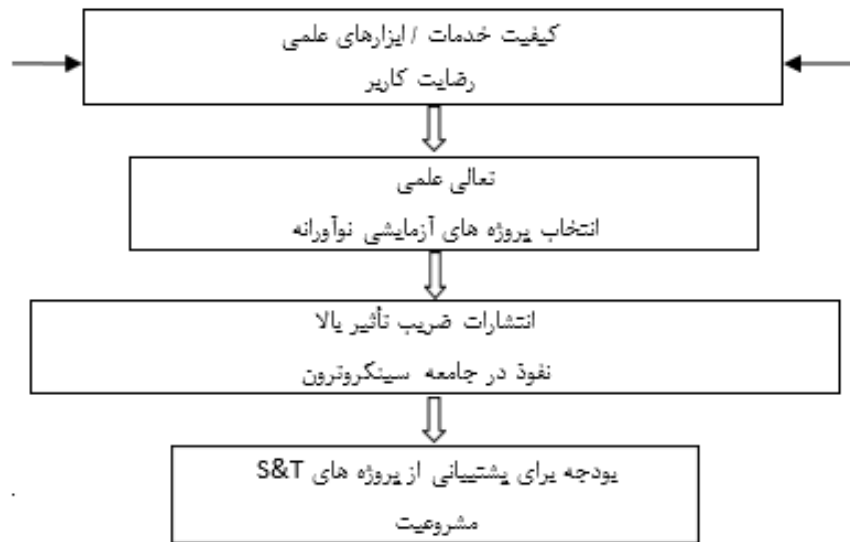 کیفیت خدمات / ابزارهای علمی
رضایت کاربر
تعالی علمی
انتخاب پروژه های آزمایشی نوآورانه
انتشارات ضریب تأثیر بالا
نفوذ در جامعه سینکروترون
بودجه برای پشتیبانی از پروژه های S&T
مشروعیت